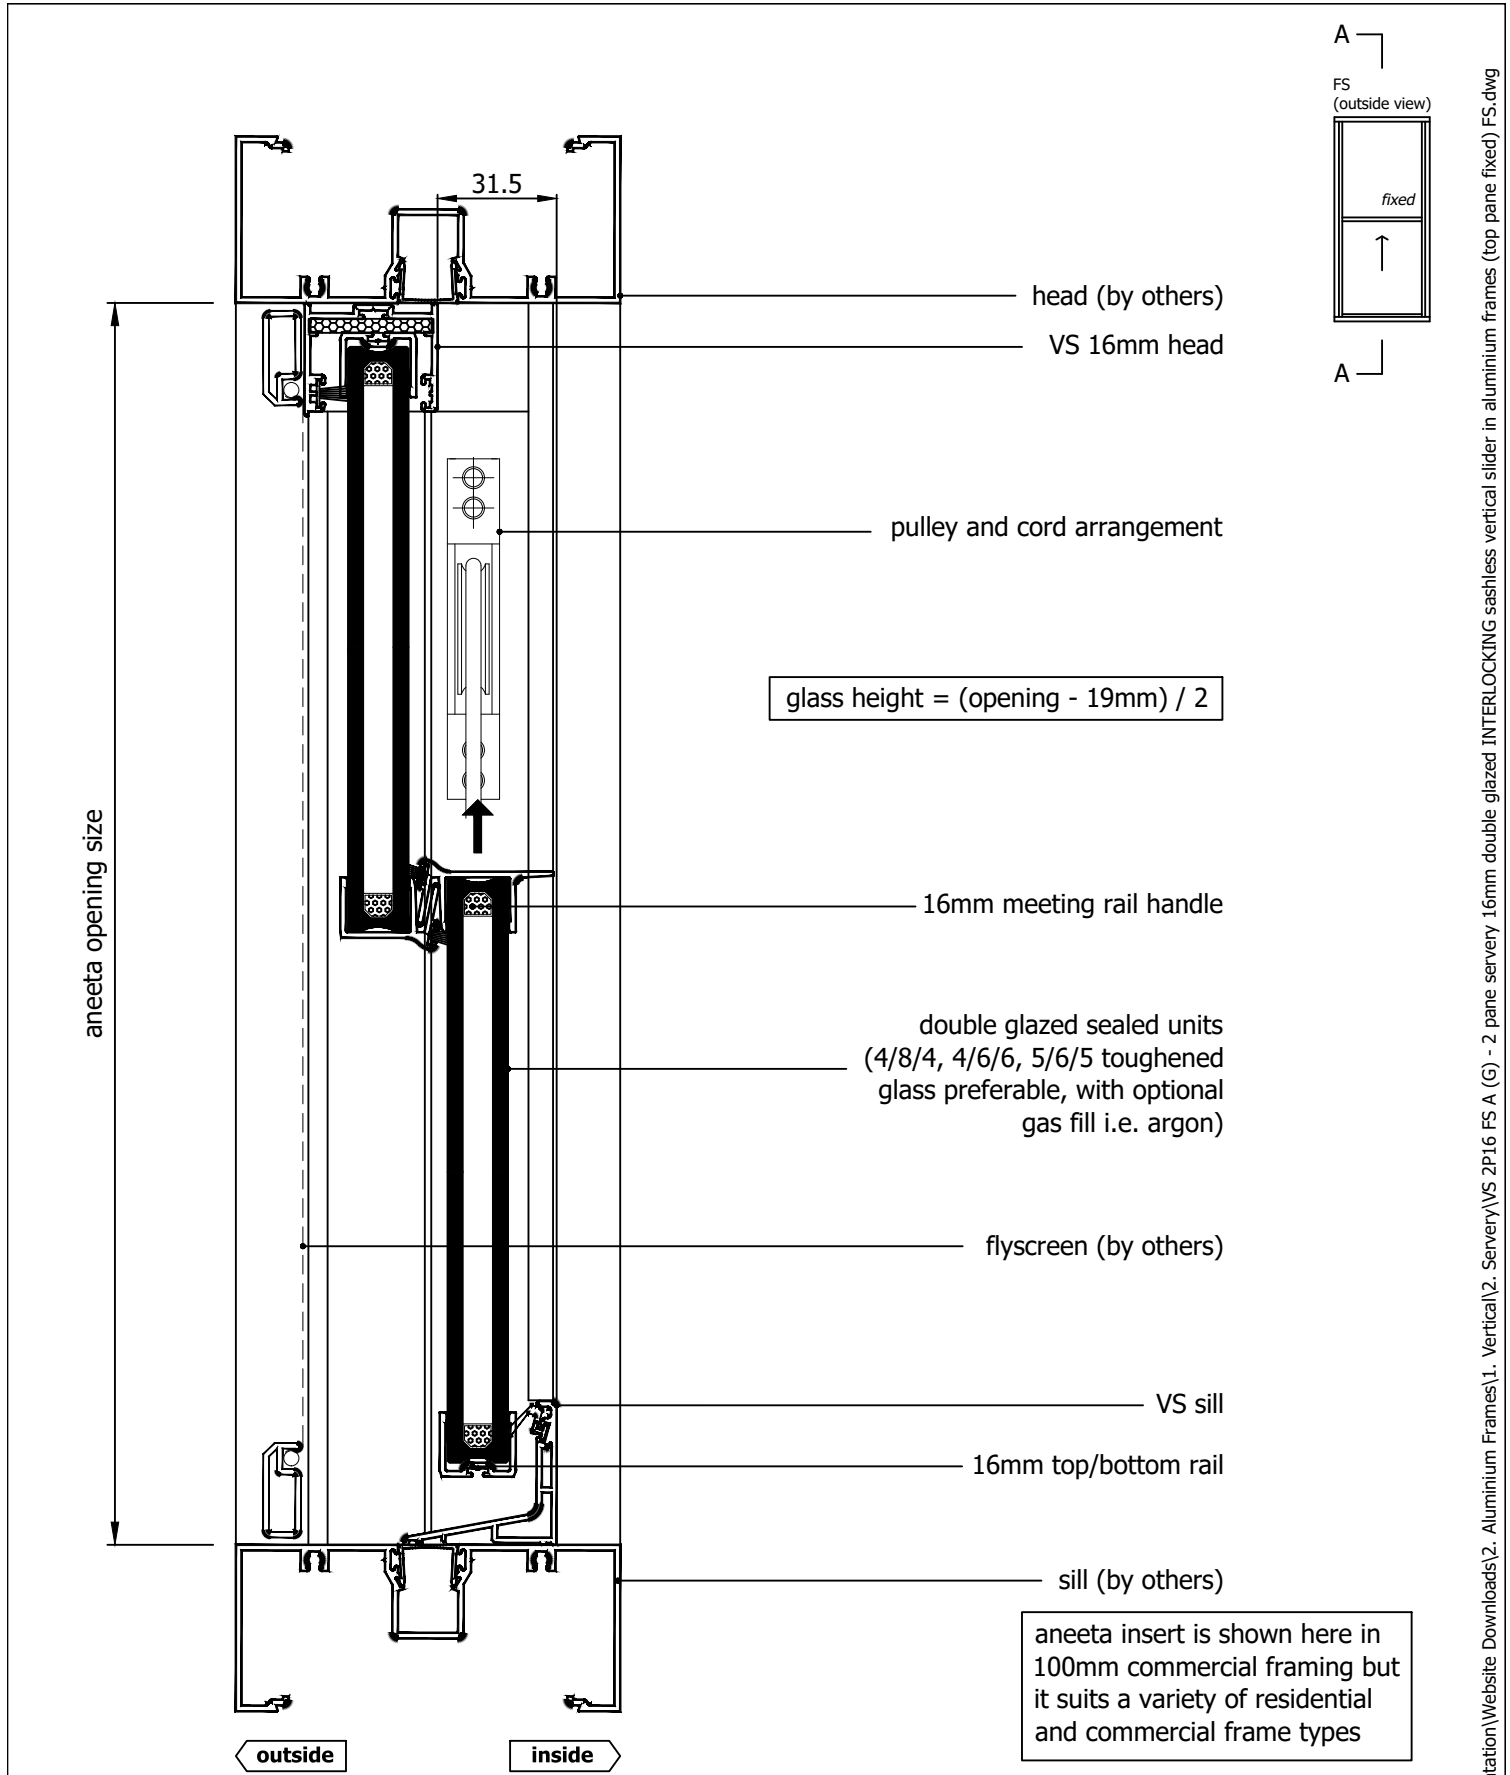 A
FS
(outside view)
fixed
A
31.5
head (by others)
VS 16mm head
pulley and cord arrangement
glass height = (opening - 19mm) / 2
aneeta opening size
16mm meeting rail handle
double glazed sealed units
(4/8/4, 4/6/6, 5/6/5 toughened
glass preferable, with optional
gas fill i.e. argon)
flyscreen (by others)
VS sill
16mm top/bottom rail
sill (by others)
aneeta insert is shown here in
100mm commercial framing but
it suits a variety of residential
and commercial frame types
outside
inside
ntation\Website Downloads\2. Aluminium Frames\1. Vertical\2. Servery\VS 2P16 FS A (G) - 2 pane servery 16mm double glazed INTERLOCKING sashless vertical slider in aluminium frames (top pane fixed) FS.dwg